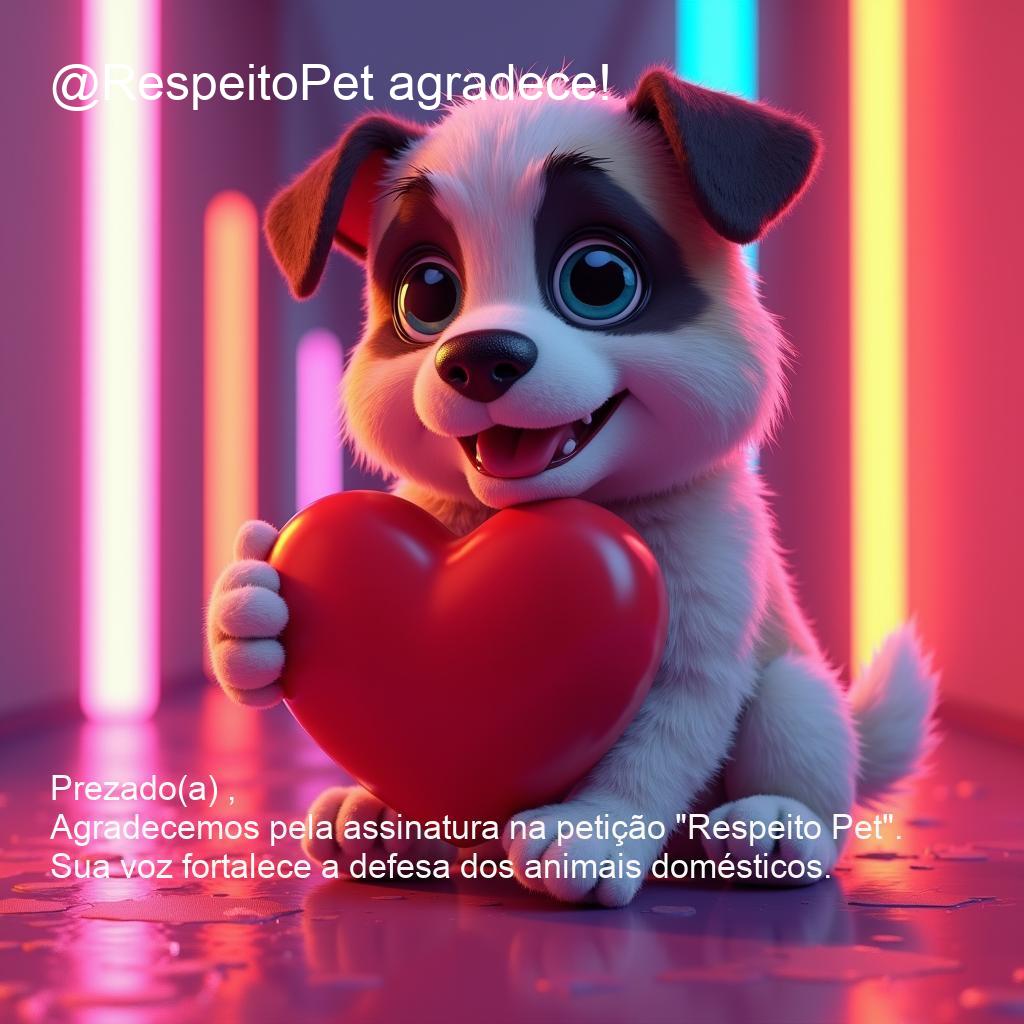 @RespeitoPet agradece!
Prezado(a) ,
Agradecemos pela assinatura na petição "Respeito Pet".
Sua voz fortalece a defesa dos animais domésticos.